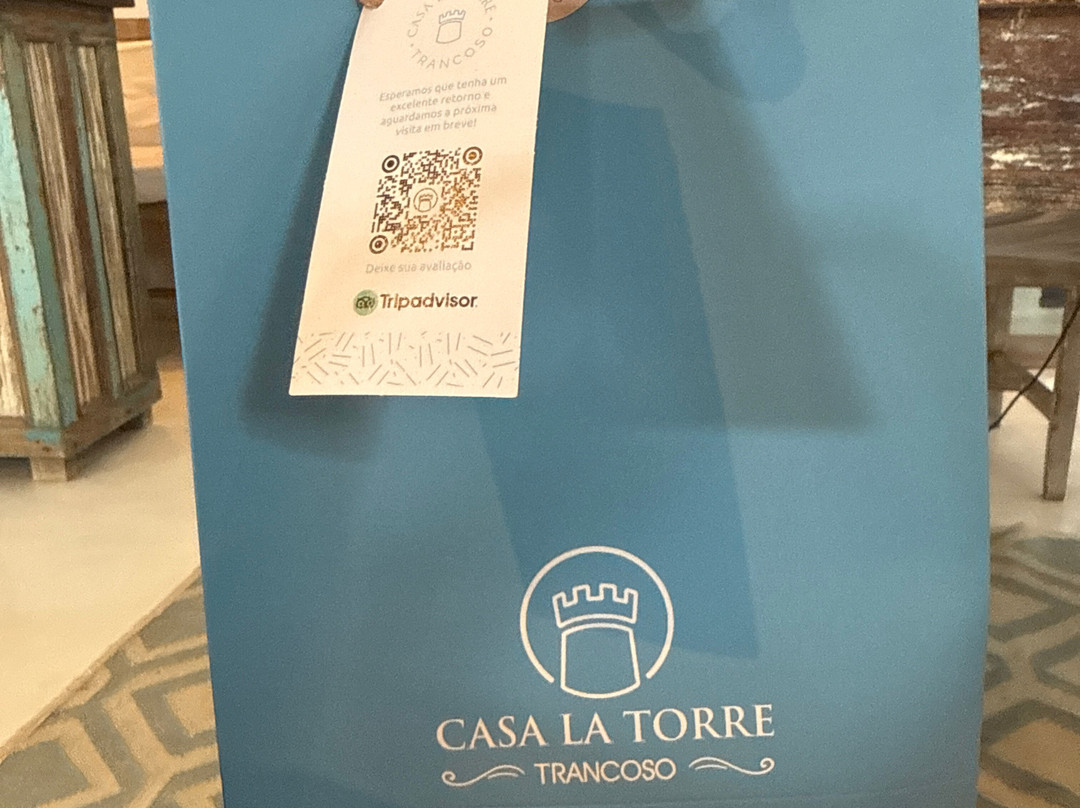 CASA
TRANCOSO
Esperamos que tenha um
excelente retorno e
aguardamos a próxima
visita em breve!
Deixe sua avaliação
Tripadvisor
CASA LA TORRE
TRANCOSO